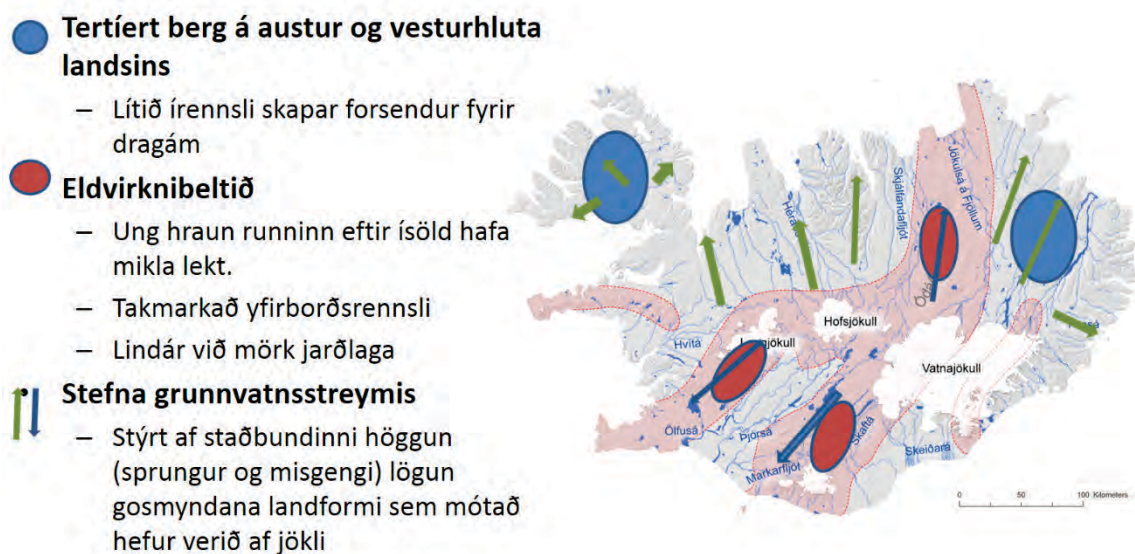 Tertíert berg á austur og vesturhluta
landsins
– Lítið írennsli skapar forsendur fyrir
dragám
Eldvirknibeltið
– Ung hraun runninn eftir ísöld hafa
mikla lekt.
– Takmarkað yfirborðsrennsli
– Lindár við mörk jarðlaga
Stefna grunnvatnsstreymis
– Stýrt af staðbundinni höggun
(sprungur og misgengi) lögun
gosmyndana landformi sem mótað
hefur verið af jökli
Skjálfandafljót
Jökulsá á Fjöllum
Hofsjökull
Hvítá
Vatnajökull
Ölfusá
Þjórsá
Skaftá
Markarfljót
Skeiðará
0 50 100 Kilometers